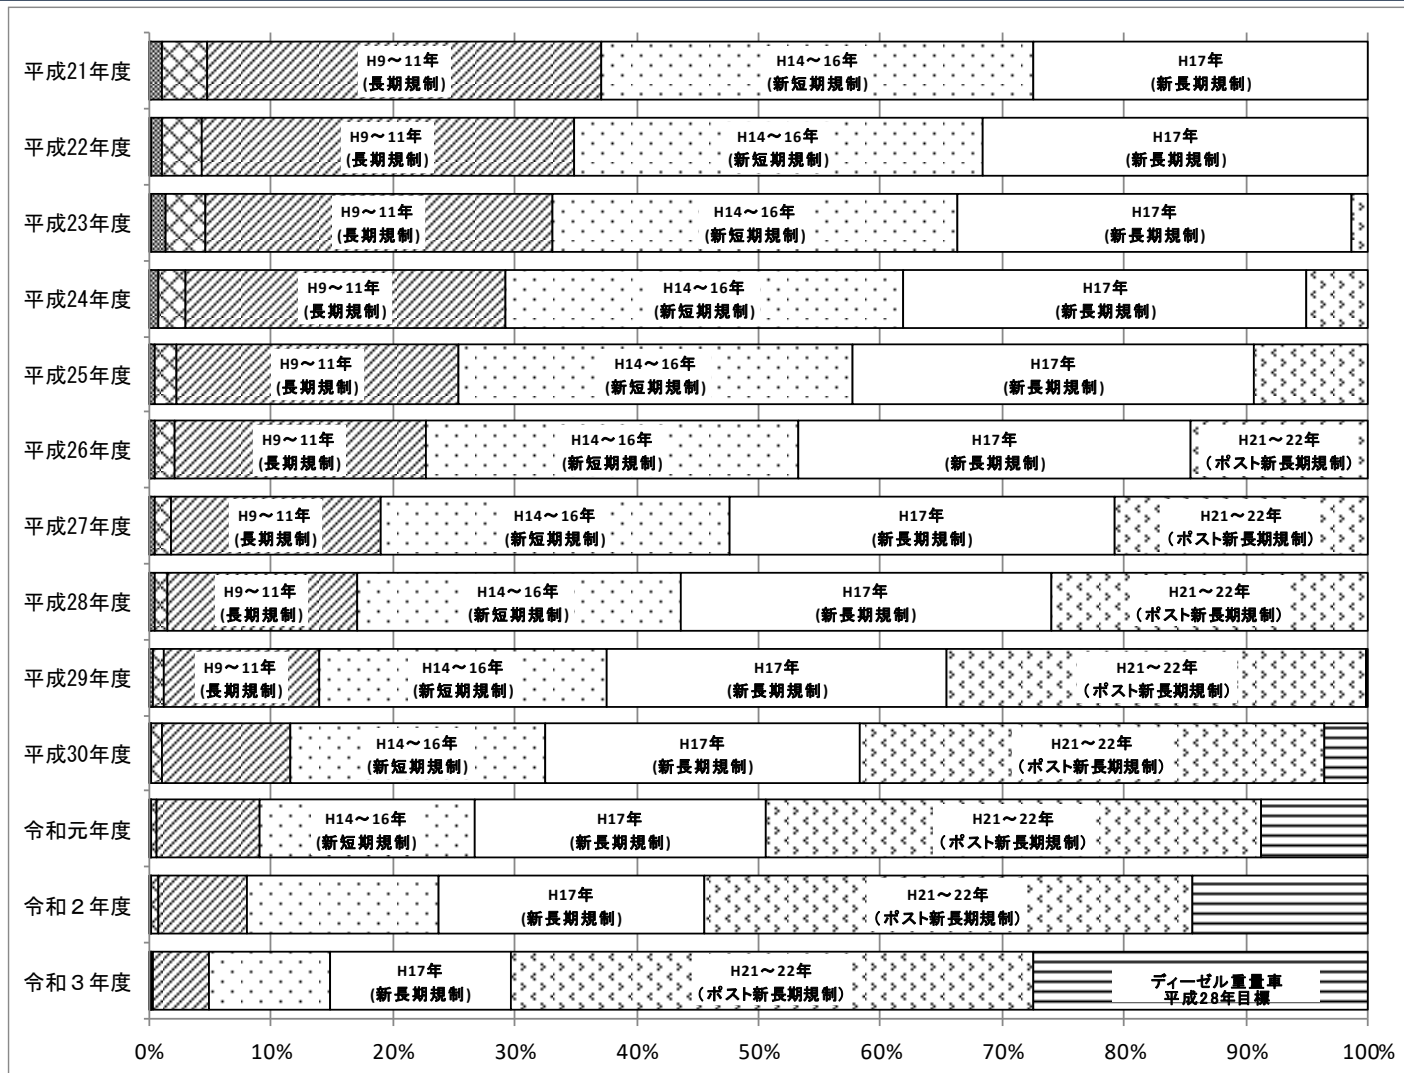 平成21年度
H9～11年
(長期規制)
H14～16年
(新短期規制)
H17年
(新長期規制)
平成22年度
H9～11年
(長期規制)
H14～16年
(新短期規制)
H17年
(新長期規制)
平成23年度
H9～11年
(長期規制)
H14～16年
(新短期規制)
H17年
(新長期規制)
平成24年度
H9～11年
(長期規制)
H14～16年
(新短期規制)
H17年
(新長期規制)
平成25年度
H9～11年
(長期規制)
H14～16年
(新短期規制)
H17年
(新長期規制)
平成26年度
H9～11年
(長期規制)
H14～16年
(新短期規制)
H17年
(新長期規制)
H21～22年
（ポスト新長期規制）
平成27年度
H9～11年
(長期規制)
H14～16年
(新短期規制)
H17年
(新長期規制)
H21～22年
（ポスト新長期規制）
平成28年度
H9～11年
(長期規制)
H14～16年
(新短期規制)
H17年
(新長期規制)
H21～22年
（ポスト新長期規制）
平成29年度
H9～11年
(長期規制)
H14～16年
(新短期規制)
H17年
(新長期規制)
H21～22年
（ポスト新長期規制）
平成30年度
H14～16年
(新短期規制)
H17年
(新長期規制)
H21～22年
（ポスト新長期規制）
令和元年度
H14～16年
(新短期規制)
H17年
(新長期規制)
H21～22年
（ポスト新長期規制）
令和２年度
H17年
(新長期規制)
H21～22年
（ポスト新長期規制）
令和３年度
H17年
(新長期規制)
H21～22年
（ポスト新長期規制）
ディーゼル重量車
平成28年目標
0% 10% 20% 30% 40% 50% 60% 70% 80% 90% 100%